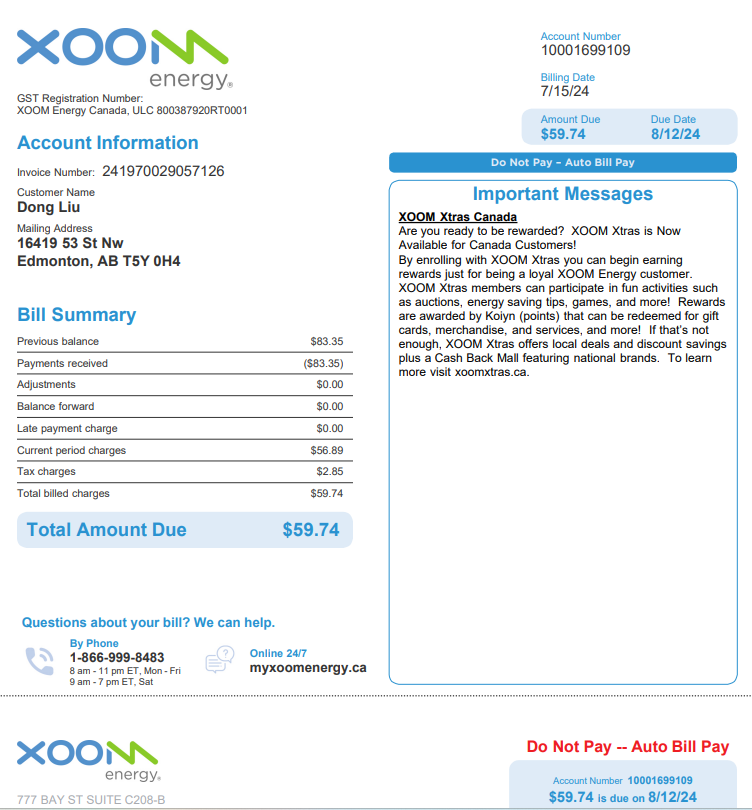 XOOM
energy®
GST Registration Number:
XOOM Energy Canada, ULC 800387920RT0001
Account Number
10001699109
Billing Date
7/15/24
Amount Due Due Date
$59.74 8/12/24
Do Not Pay – Auto Bill Pay
Account Information
Invoice Number: 241970029057126
Customer Name
Dong Liu
Mailing Address
16419 53 St Nw
Edmonton, AB T5Y 0H4
Bill Summary
Previous balance $83.35
Payments received ($83.35)
Adjustments $0.00
Balance forward $0.00
Late payment charge $0.00
Current period charges $56.89
Tax charges $2.85
Total billed charges $59.74
Total Amount Due $59.74
Important Messages
XOOM Xtras Canada
Are you ready to be rewarded? XOOM Xtras is Now
Available for Canada Customers!
By enrolling with XOOM Xtras you can begin earning
rewards just for being a loyal XOOM Energy customer.
XOOM Xtras members can participate in fun activities such
as auctions, energy saving tips, games, and more! Rewards
are awarded by Koiyn (points) that can be redeemed for gift
cards, merchandise, and services, and more! If that's not
enough, XOOM Xtras offers local deals and discount savings
plus a Cash Back Mall featuring national brands. To learn
more visit xoomxtras.ca.
Questions about your bill? We can help.
By Phone
1-866-999-8483
8 am - 11 pm ET, Mon - Fri
9 am - 7 pm ET, Sat
Online 24/7
myxoomenergy.ca
XOOM
energy®
777 BAY ST SUITE C208-B
Do Not Pay -- Auto Bill Pay
Account Number 10001699109
$59.74 is due on 8/12/24